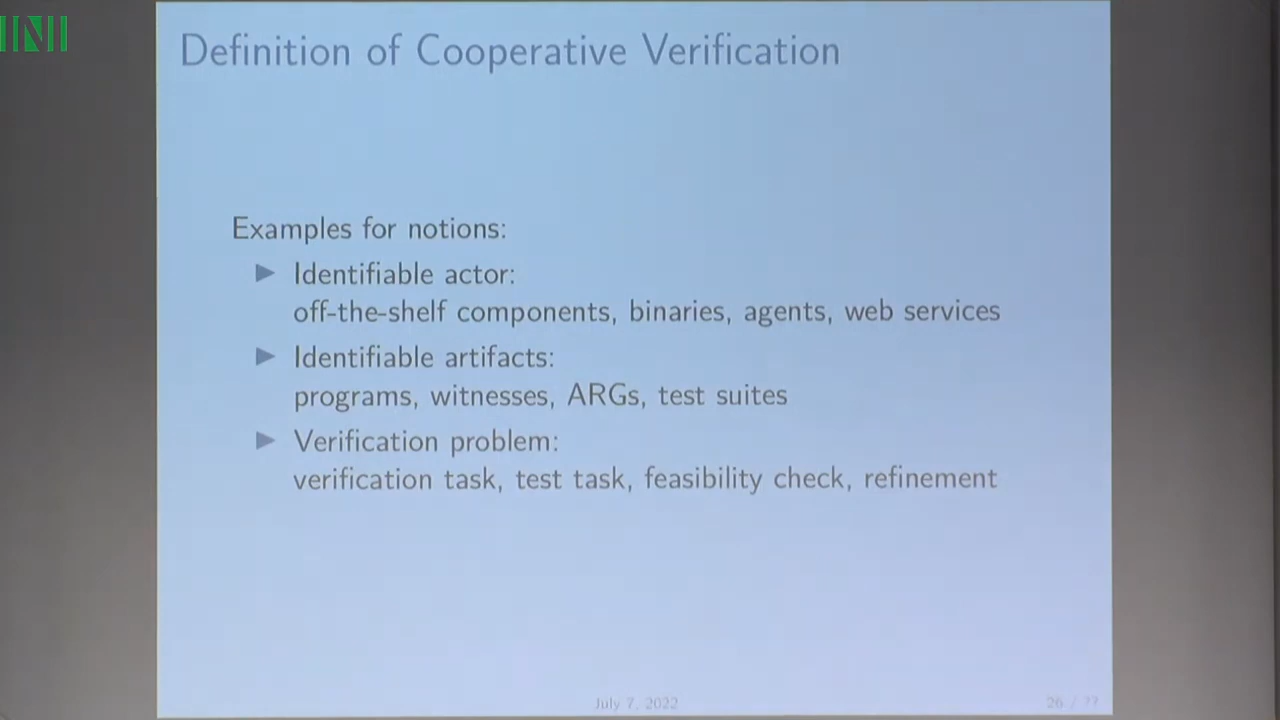 Definition of Cooperative Verification
Examples for notions:
▶ Identifiable actor:
off-the-shelf components, binaries, agents, web services
▶ Identifiable artifacts:
programs, witnesses, ARGs, test suites
▶ Verification problem:
verification task, test task, feasibility check, refinement
July 7, 2022
26 / ??